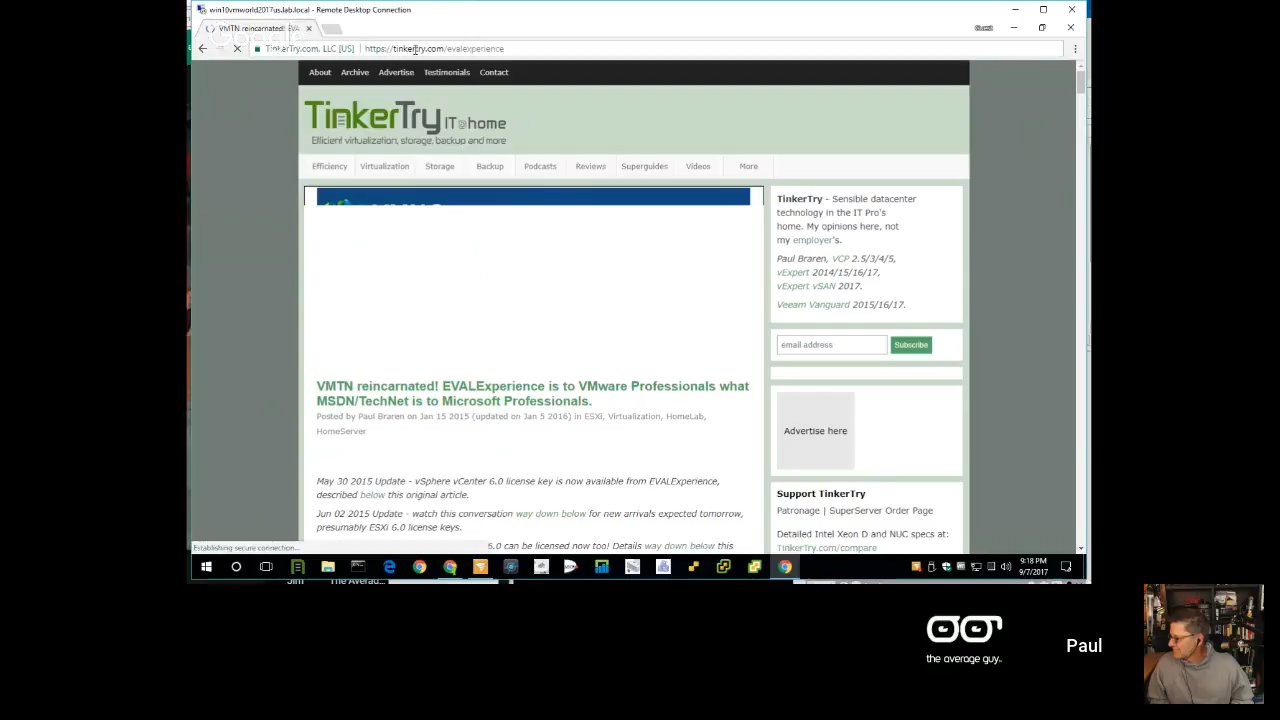 win10vmworld2017us.lab.local - Remote Desktop Connection
VMTN reincarnated! EVA
TinkerTry.com, LLC [US] | https://tinkertry.com/evalexperience
About Archive Advertise Testimonials Contact
TinkerTry IT@home
Efficient virtualization, storage, backup and more
Efficiency Virtualization Storage Backup Podcasts Reviews Superguides Videos More
VMTN reincarnated! EVALExperience is to VMware Professionals what
MSDN/TechNet is to Microsoft Professionals.
Posted by Paul Braren on Jan 15 2015 (updated on Jan 5 2016) in ESXi, Virtualization, HomeLab,
HomeServer
May 30 2015 Update - vSphere vCenter 6.0 license key is now available from EVALExperience,
described below this original article.
Jun 02 2015 Update - watch this conversation way down below for new arrivals expected tomorrow,
presumably ESXi 6.0 license keys.
5.0 can be licensed now too! Details way down below this
TinkerTry - Sensible datacenter
technology in the IT Pro's
home. My opinions here, not
my employer's.
Paul Braren, VCP 2.5/3/4/5,
vExpert 2014/15/16/17,
vExpert vSAN 2017.
Veeam Vanguard 2015/16/17.
email address Subscribe
Advertise here
Support TinkerTry
Patronage | SuperServer Order Page
Detailed Intel Xeon D and NUC specs at:
TinkerTry.com/compare
Establishing secure connection...
9:18 PM
9/7/2017
Jim The Averag
the average guy
Paul